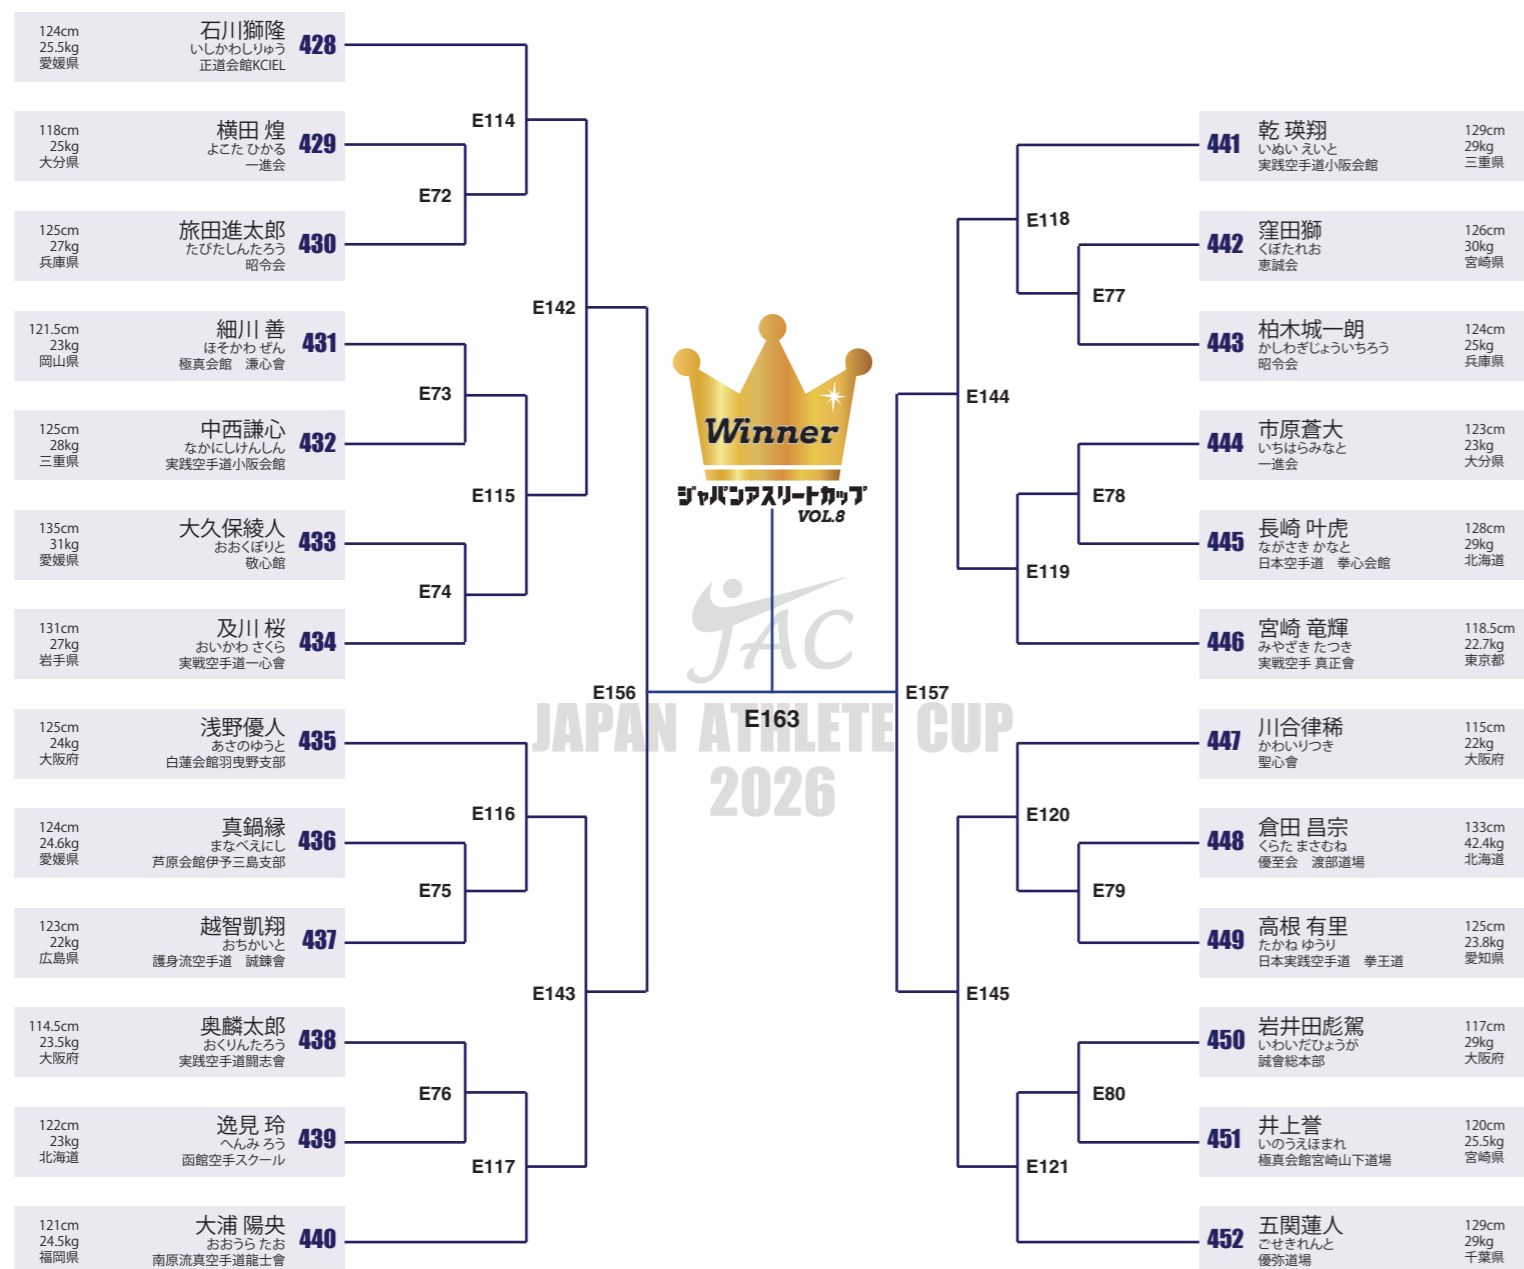 124cm
25.5kg
愛媛県
石川獅隆
いしかわしりゅう
正道会館KCIEL
428
118cm
25kg
大分県
横田 煌
よこた ひかる
一進会
429
125cm
27kg
兵庫県
旅田進太郎
たびたしんたろう
昭令会
430
121.5cm
23kg
岡山県
細川 善
ほそかわ ぜん
極真会館 溓心會
431
125cm
28kg
三重県
中西謙心
なかにしけんしん
実践空手道小阪会館
432
135cm
31kg
愛媛県
大久保綾人
おおくぼりと
敬心館
433
131cm
27kg
岩手県
及川 桜
おいかわ さくら
実戦空手道一心會
434
125cm
24kg
大阪府
浅野優人
あさのゆうと
白蓮会館羽曳野支部
435
124cm
24.6kg
愛媛県
真鍋縁
まなべえにし
芦原会館伊予三島支部
436
123cm
22kg
広島県
越智凱翔
おちかいと
護身流空手道 誠錬會
437
114.5cm
23.5kg
大阪府
奥麟太郎
おくりんたろう
実践空手道闘志會
438
122cm
23kg
北海道
逸見 玲
へんみ ろう
函館空手スクール
439
121cm
24.5kg
福岡県
大浦 陽央
おおうら たお
南原流真空手道龍士會
440
E114
E72
E142
E73
E115
E74
E156
E116
E75
E143
E76
E117
Winner
ジャパンアスリートカップ
VOL.8
JAC
E163
JAPAN ATHLETE CUP
2026
E118
E77
E144
E78
E119
E157
E120
E79
E145
E80
E121
441
乾 瑛翔
いぬい えいと
実践空手道小阪会館
129cm
29kg
三重県
442
窪田獅
くぼたれお
恵誠会
126cm
30kg
宮崎県
443
柏木城一朗
かしわぎじょういちろう
昭令会
124cm
25kg
兵庫県
444
市原蒼大
いちはらみなと
一進会
123cm
23kg
大分県
445
長崎 叶虎
ながさき かなと
日本空手道 拳心会館
128cm
29kg
北海道
446
宮崎 竜輝
みやざき たつき
実戦空手 真正會
118.5cm
22.7kg
東京都
447
川合律稀
かわいりつき
聖心會
115cm
22kg
大阪府
448
倉田 昌宗
くらた まさむね
優至会 渡部道場
133cm
42.4kg
北海道
449
高根 有里
たかね ゆうり
日本実践空手道 拳王道
125cm
23.8kg
愛知県
450
岩井田彪駕
いわいだひょうが
誠會総本部
117cm
29kg
大阪府
451
井上誉
いのうえほまれ
極真会館宮崎山下道場
120cm
25.5kg
宮崎県
452
五関蓮人
ごせきれんと
優弥道場
129cm
29kg
千葉県